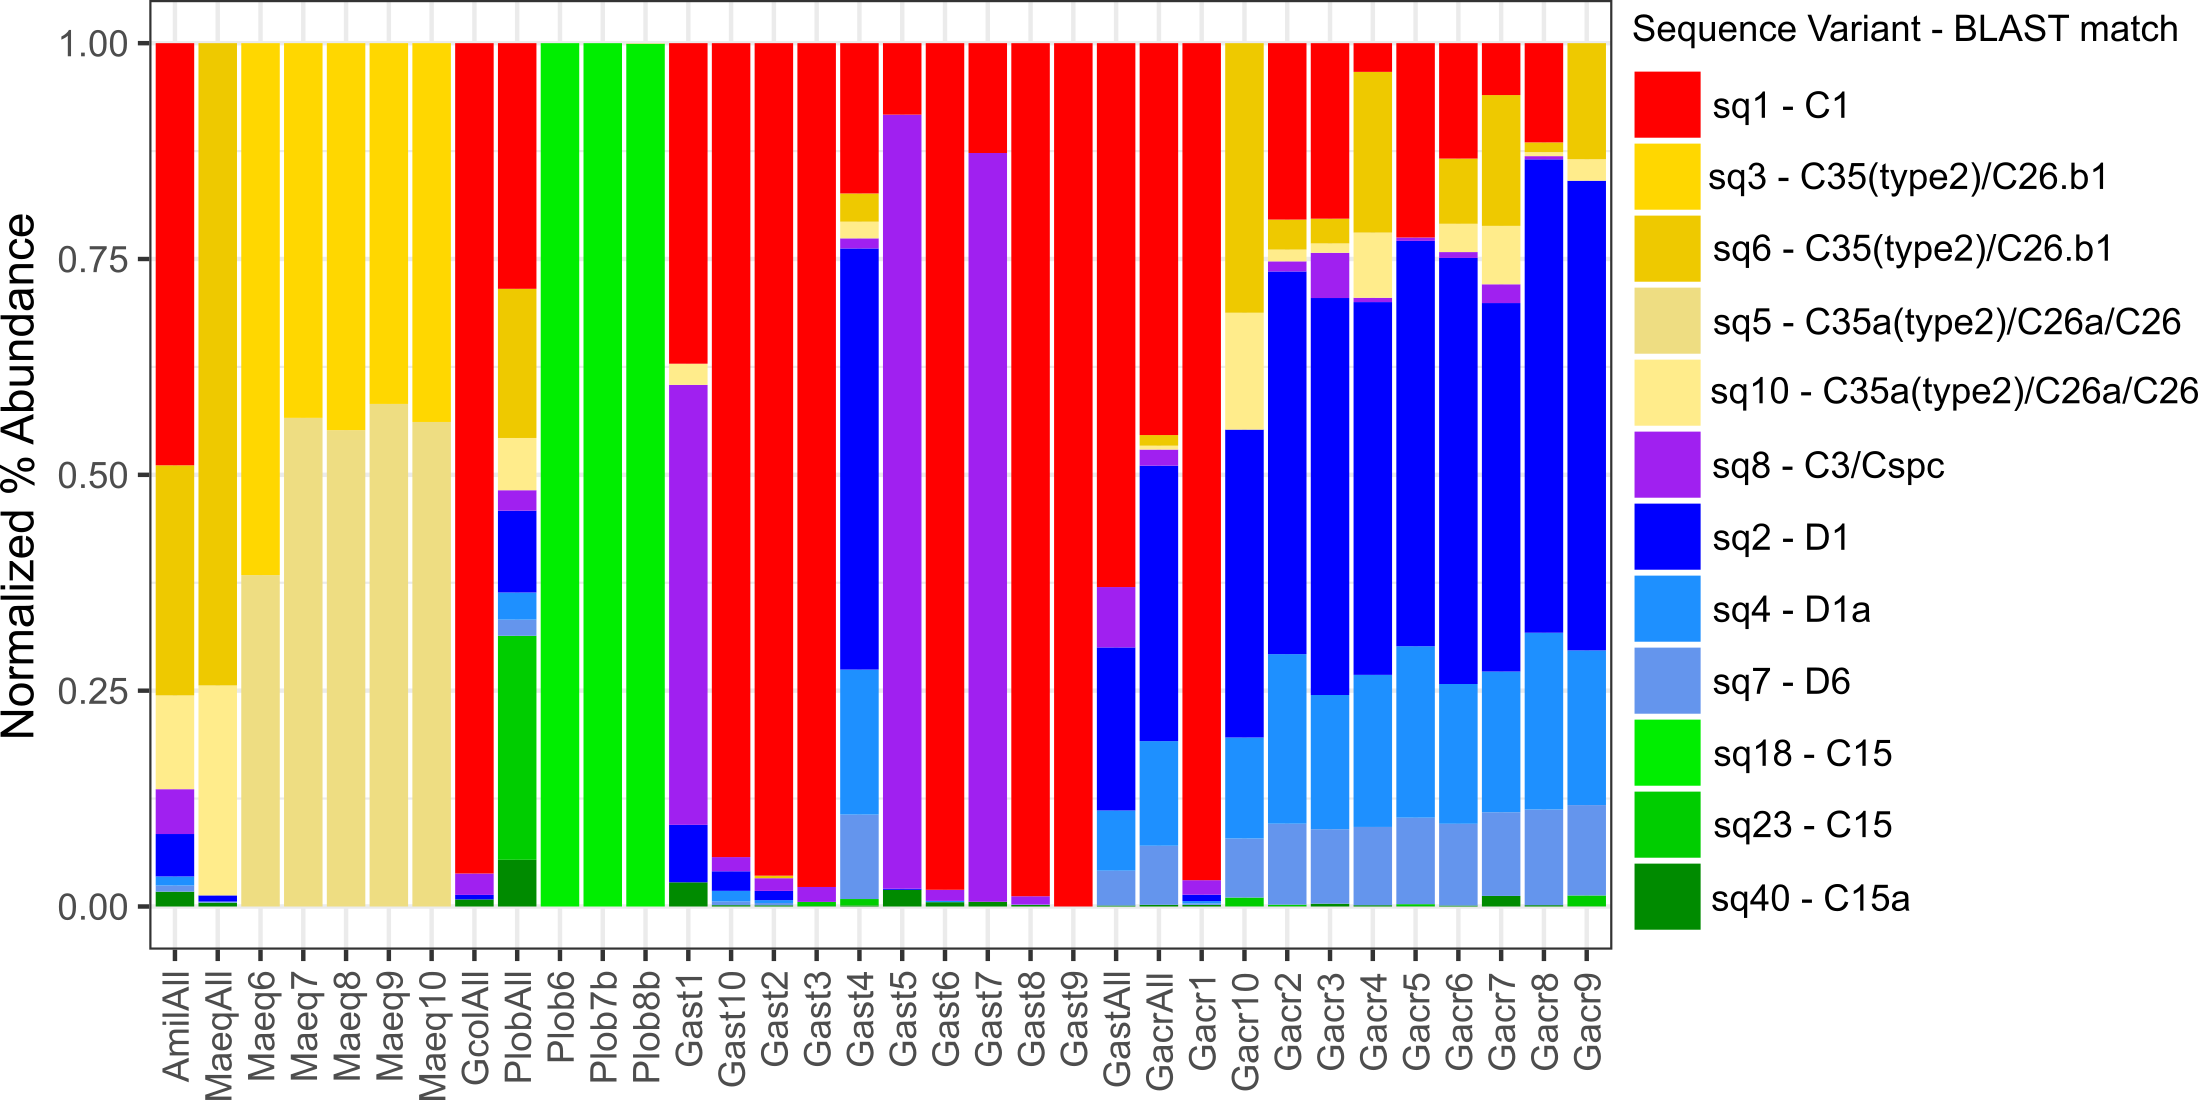 Sequence Variant - BLAST match
sq1 - C1
sq3 - C35(type2)/C26.b1
sq6 - C35(type2)/C26.b1
sq5 - C35a(type2)/C26a/C26
sq10 - C35a(type2)/C26a/C26
sq8 - C3/Cspc
sq2 - D1
sq4 - D1a
sq7 - D6
sq18 - C15
sq23 - C15
sq40 - C15a
Normalized % Abundance
1.00
0.75
0.50
0.25
0.00
AmilAll
MaeqAll
Maeq6
Maeq7
Maeq8
Maeq9
Maeq10
GcolAll
PlobAll
Plob6
Plob7b
Plob8b
Gast1
Gast10
Gast2
Gast3
Gast4
Gast5
Gast6
Gast7
Gast8
Gast9
GastAll
GacrAll
Gacr1
Gacr10
Gacr2
Gacr3
Gacr4
Gacr5
Gacr6
Gacr7
Gacr8
Gacr9